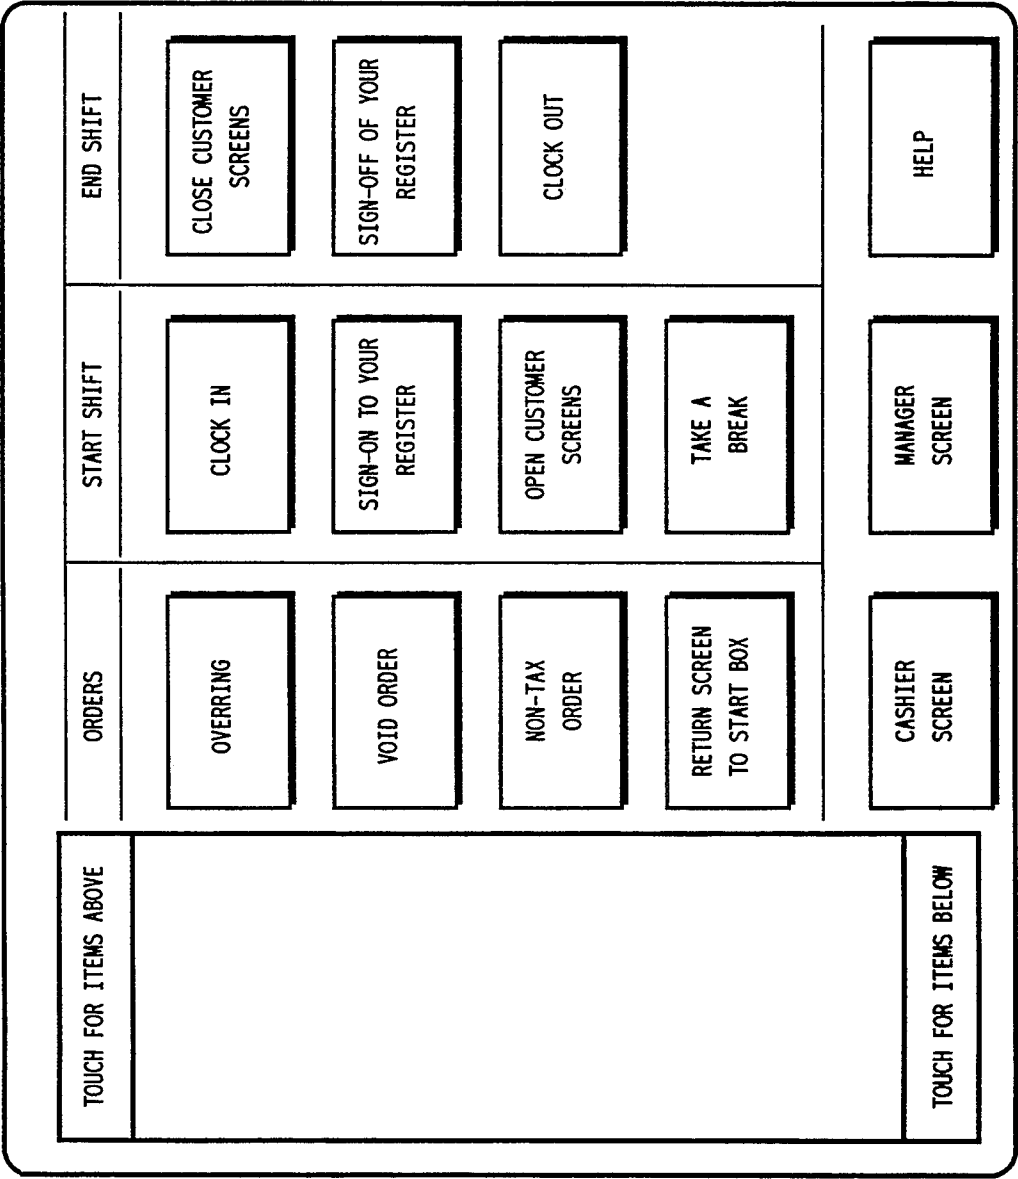 TOUCH FOR ITEMS ABOVE
TOUCH FOR ITEMS BELOW
ORDERS
OVERRING
VOID ORDER
NON-TAX
ORDER
RETURN SCREEN
TO START BOX
START SHIFT
CLOCK IN
SIGN-ON TO YOUR
REGISTER
OPEN CUSTOMER
SCREENS
TAKE A
BREAK
END SHIFT
CLOSE CUSTOMER
SCREENS
SIGN-OFF OF YOUR
REGISTER
CLOCK OUT
CASHIER
SCREEN
MANAGER
SCREEN
HELP